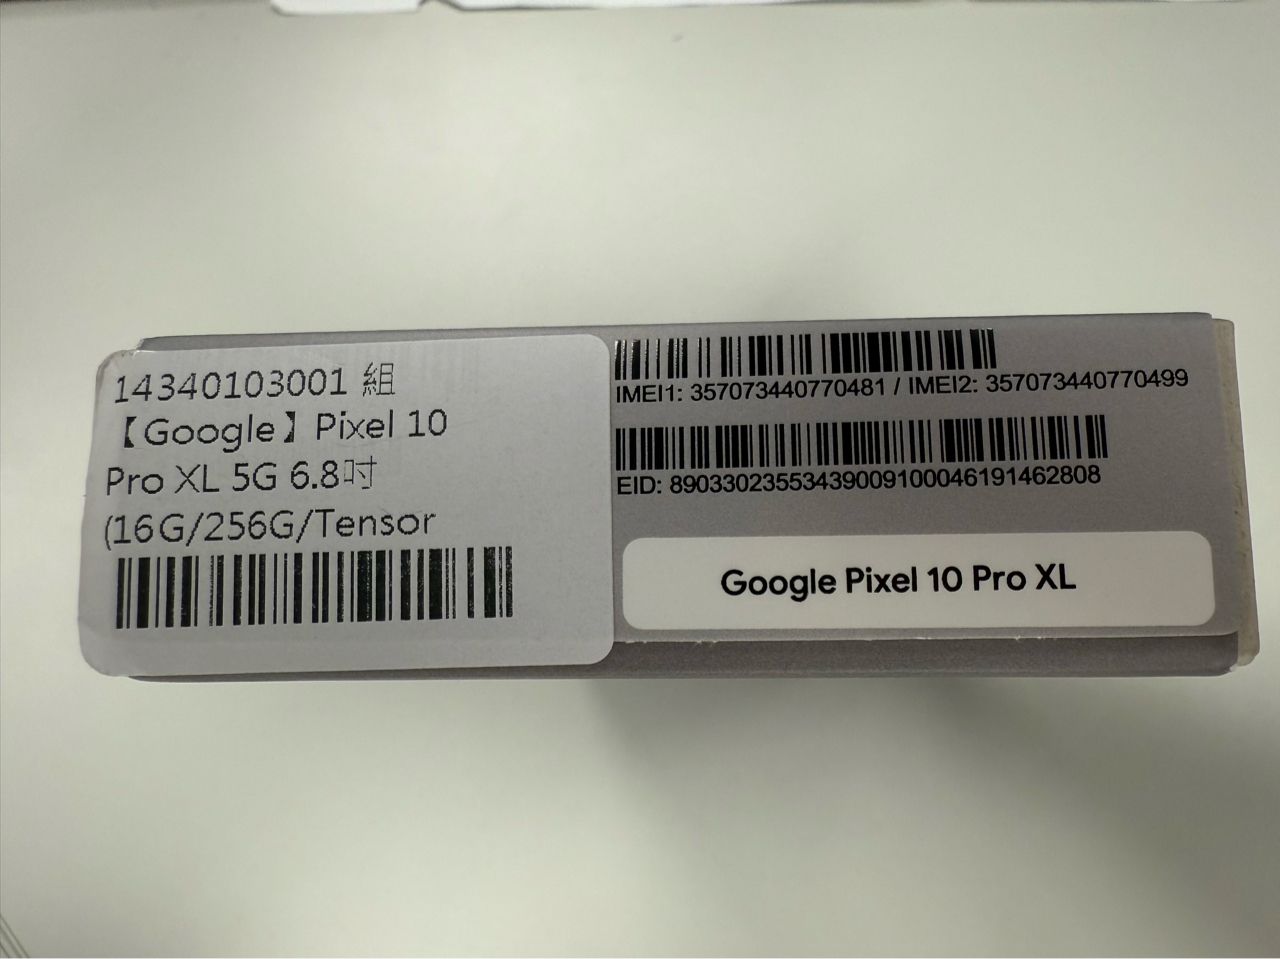 14340103001 組
【Google】Pixel 10
Pro XL 5G 6.8吋
(16G/256G/Tensor
IMEI1: 357073440770481 / IMEI2: 357073440770499
EID: 89033023553439009100046191462808
Google Pixel 10 Pro XL